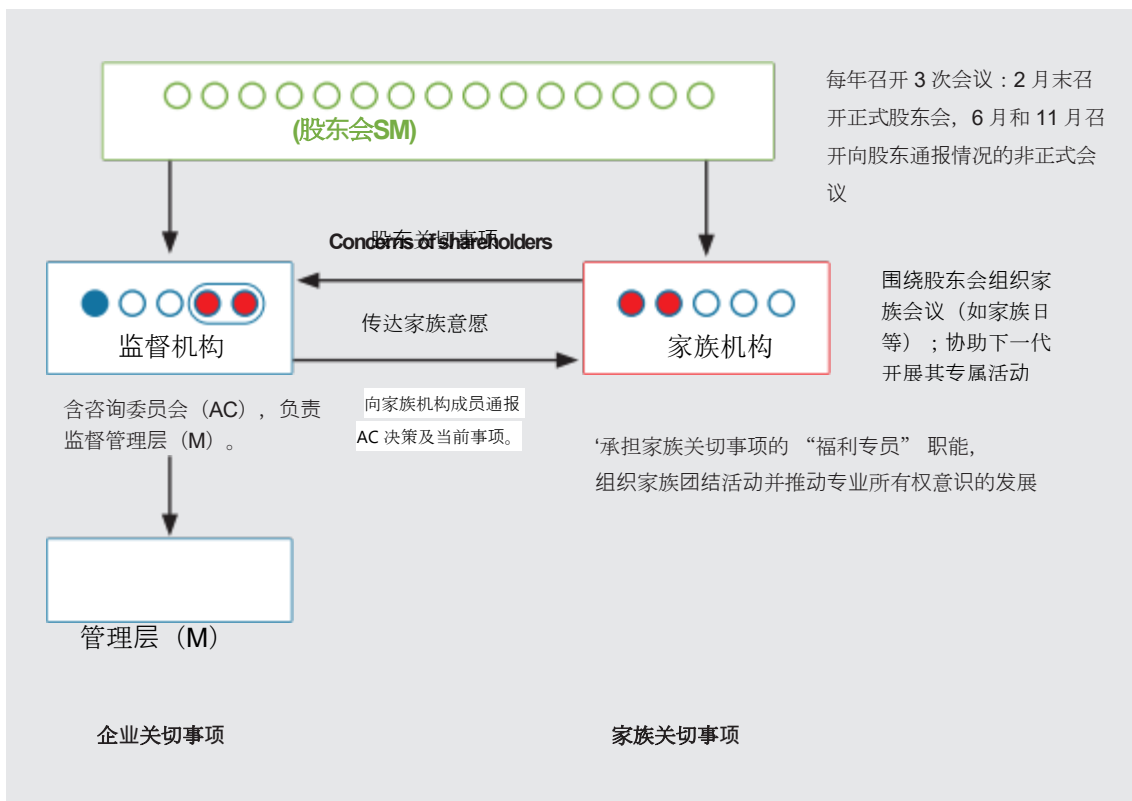 (股东会SM)
每年召开 3 次会议：2 月末召
开正式股东会，6 月和 11 月召
开向股东通报情况的非正式会
议
股东关切事项
Concerns of shareholders
监督机构
传达家族意愿
家族机构
围绕股东会组织家
族会议（如家族日
等）；协助下一代
开展其专属活动
含咨询委员会（AC），负责
监督管理层（M）。
向家族机构成员通报
AC 决策及当前事项。
‘承担家族关切事项的 “福利专员” 职能，
组织家族团结活动并推动专业所有权意识的发展
管理层（M）
企业关切事项
家族关切事项